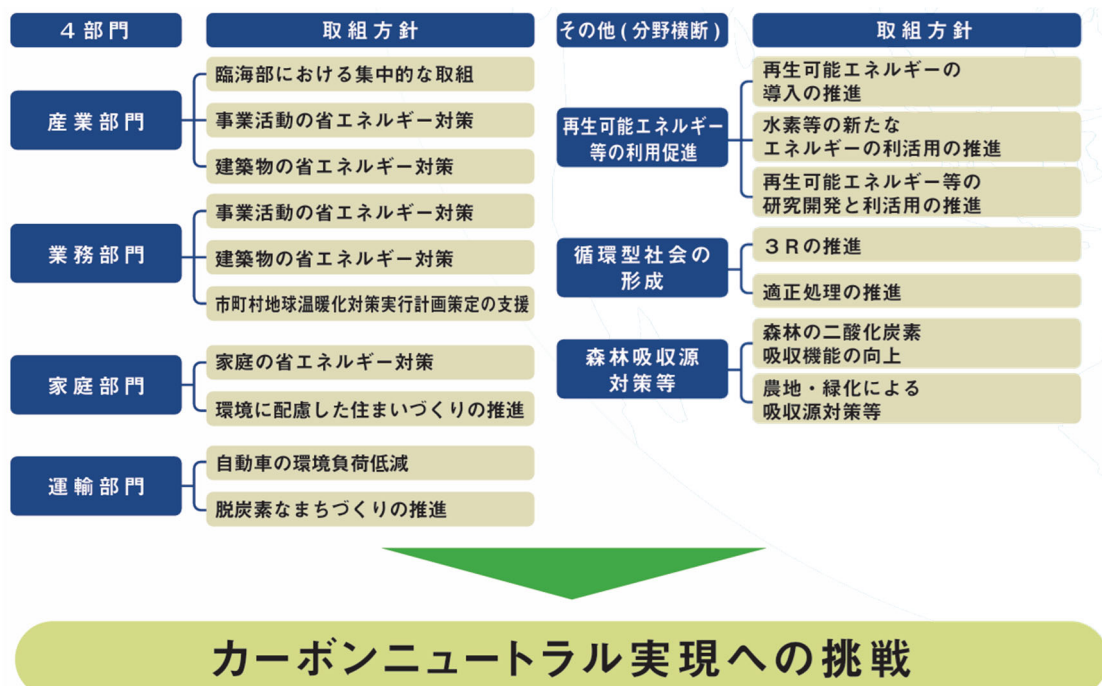 4部門
取組方針
産業部門
臨海部における集中的な取組
事業活動の省エネルギー対策
建築物の省エネルギー対策
業務部門
事業活動の省エネルギー対策
建築物の省エネルギー対策
市町村地球温暖化対策実行計画策定の支援
家庭部門
家庭の省エネルギー対策
環境に配慮した住まいづくりの推進
運輸部門
自動車の環境負荷低減
脱炭素なまちづくりの推進
その他(分野横断)
取組方針
再生可能エネルギー
等の利用促進
再生可能エネルギーの
導入の推進
水素等の新たな
エネルギーの利活用の推進
再生可能エネルギー等の
研究開発と利活用の推進
循環型社会の
形成
3Rの推進
適正処理の推進
森林吸収源
対策等
森林の二酸化炭素
吸収機能の向上
農地・緑化による
吸収源対策等
カーボンニュートラル実現への挑戦